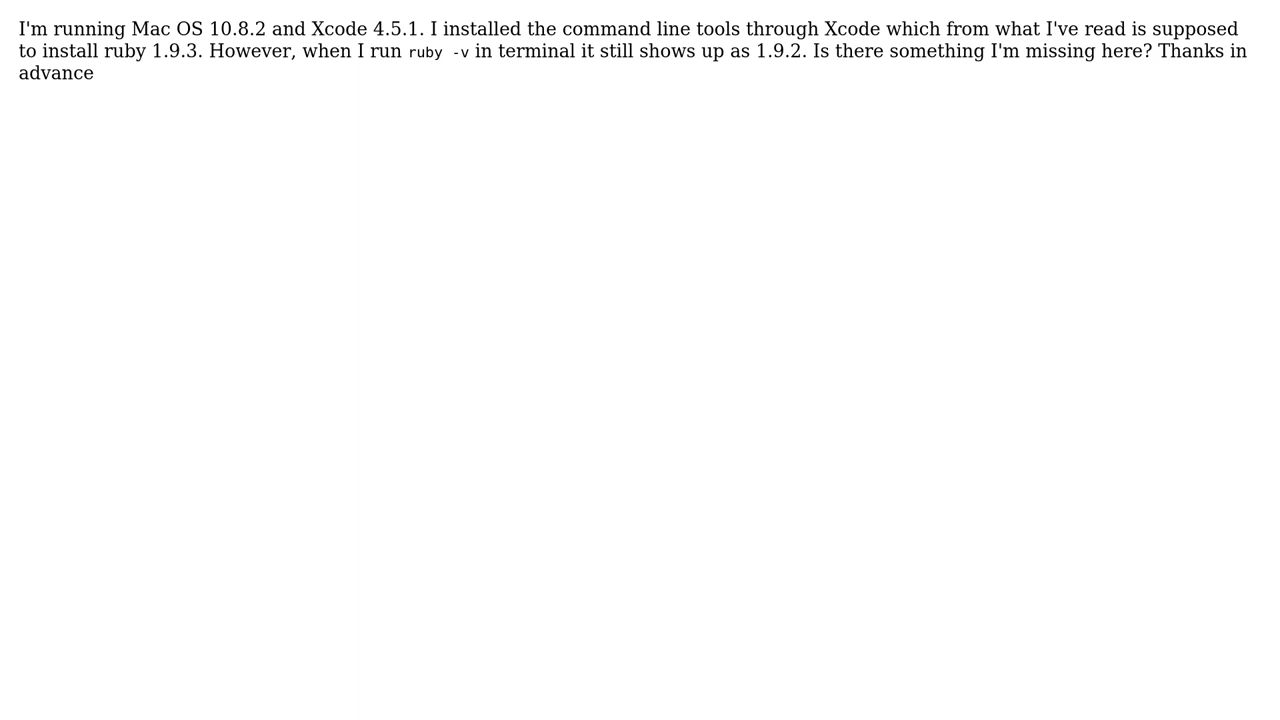 I'm running Mac OS 10.8.2 and Xcode 4.5.1. I installed the command line tools through Xcode which from what I've read is supposed
to install ruby 1.9.3. However, when I run ruby -v in terminal it still shows up as 1.9.2. Is there something I'm missing here? Thanks in
advance